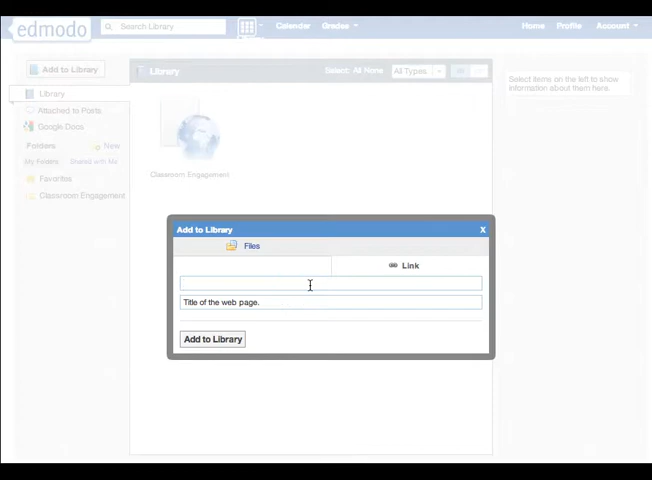 edmodo
Search Library
Calender
Grades
Home
Profile
Account
Add to Library
Library
Select: All None
All Types.
Select items on the left to show
information about them here.
Library
Attached to Posts
Google Docs
Folders
New
My Folders
Shared with Me
Favorites
Classroom Engagement
Classroom Engagement
Add to Library
X
Files
Link
Title of the web page.
Add to Library